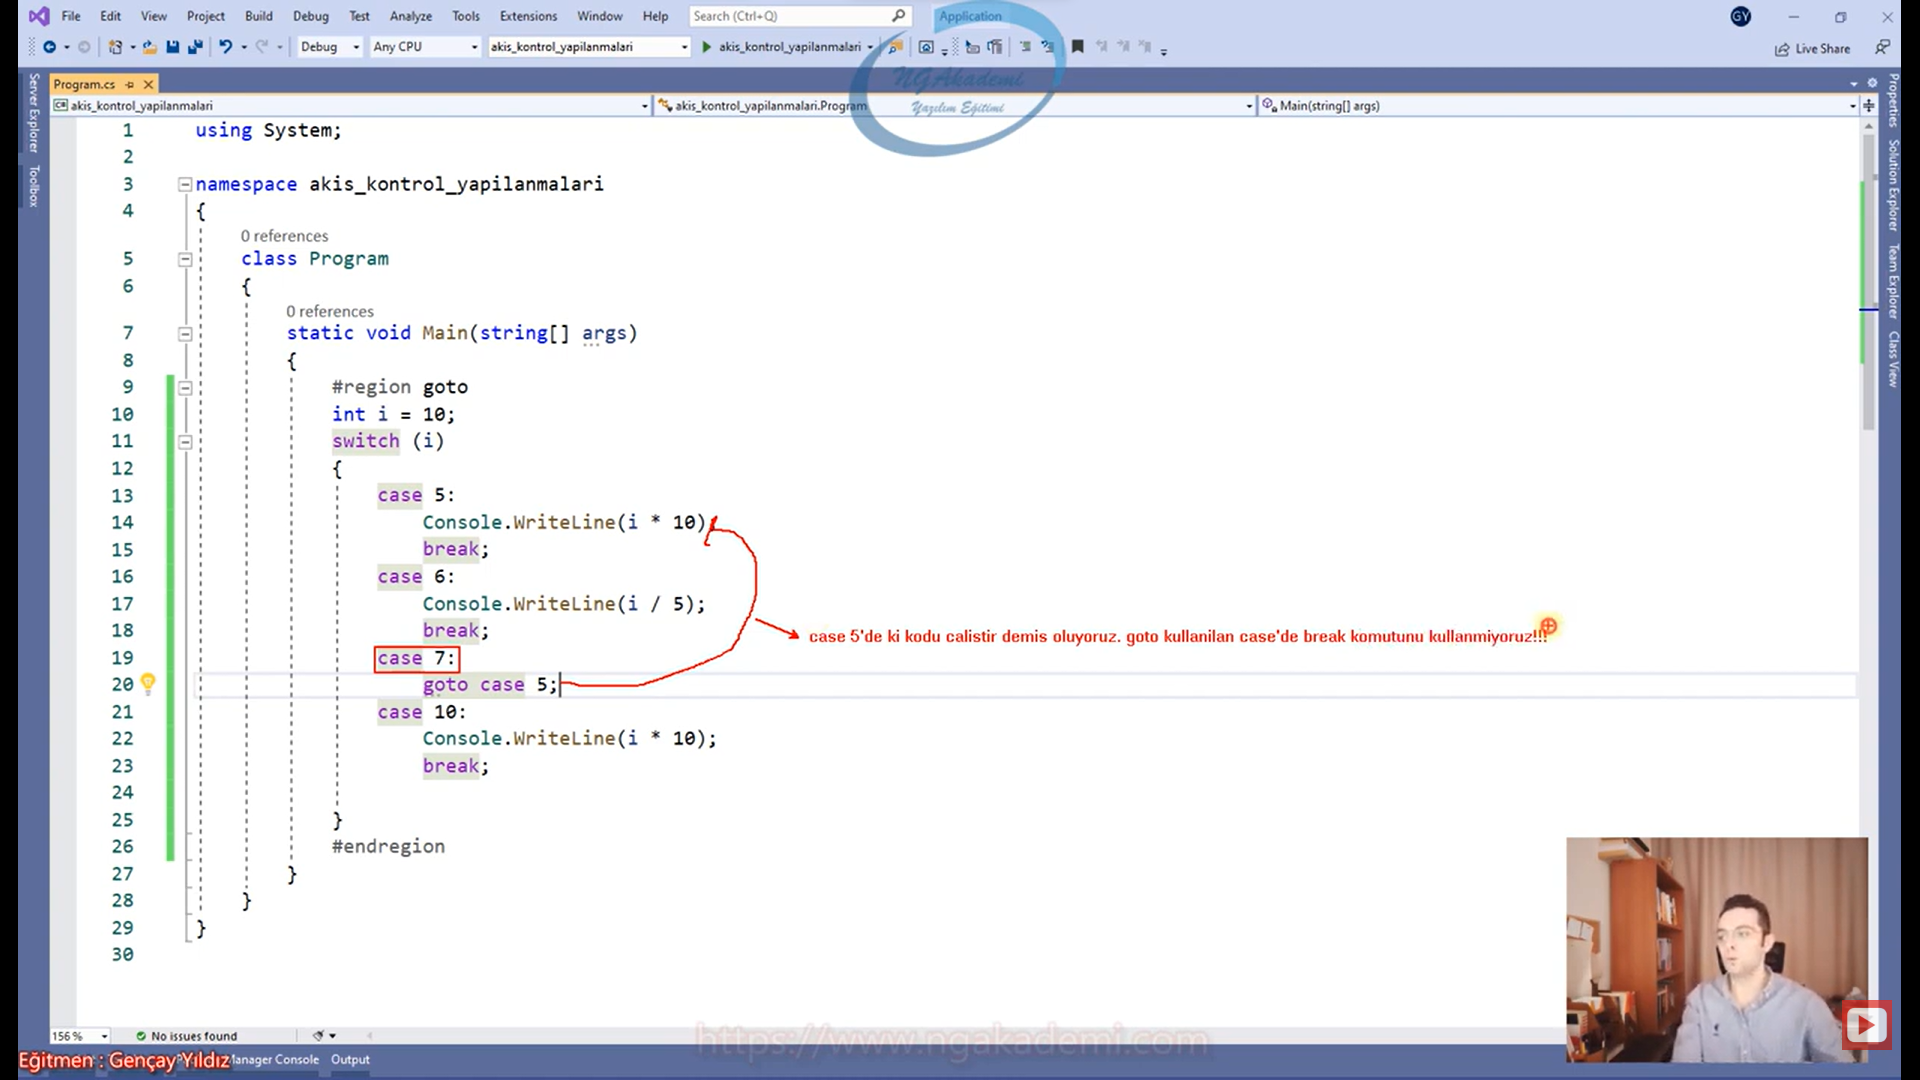 File Edit View Project Build Debug Test Analyze Tools Extensions Window Help Search (Ctrl+Q) Application GY
Debug Any CPU akis_kontrol_yapilanmalari akis_kontrol_yapilanmalari Live Share
NGAkademi
Yazılım Eğitimi
Program.cs
akis_kontrol_yapilanmalari akis_kontrol_yapilanmalari.Program Main(string[] args)
Server Explorer
Toolbox
Properties
Solution Explorer
Team Explorer
Class View
1 using System;
2
3 namespace akis_kontrol_yapilanmalari
4 {
0 references
5 class Program
6 {
0 references
7 static void Main(string[] args)
8 {
9 #region goto
10 int i = 10;
11 switch (i)
12 {
13 case 5:
14 Console.WriteLine(i * 10)
15 break;
16 case 6:
17 Console.WriteLine(i / 5);
18 break;
case 5'de ki kodu calistir demis oluyoruz. goto kullanilan case'de break komutunu kullanmiyoruz!!!
19 case 7:
20 goto case 5;
21 case 10:
22 Console.WriteLine(i * 10);
23 break;
24
25 }
26 #endregion
27 }
28 }
29 }
30
156 % No issues found
https://www.ngakademi.com
Eğitmen : Gençay Yıldız Manager Console Output